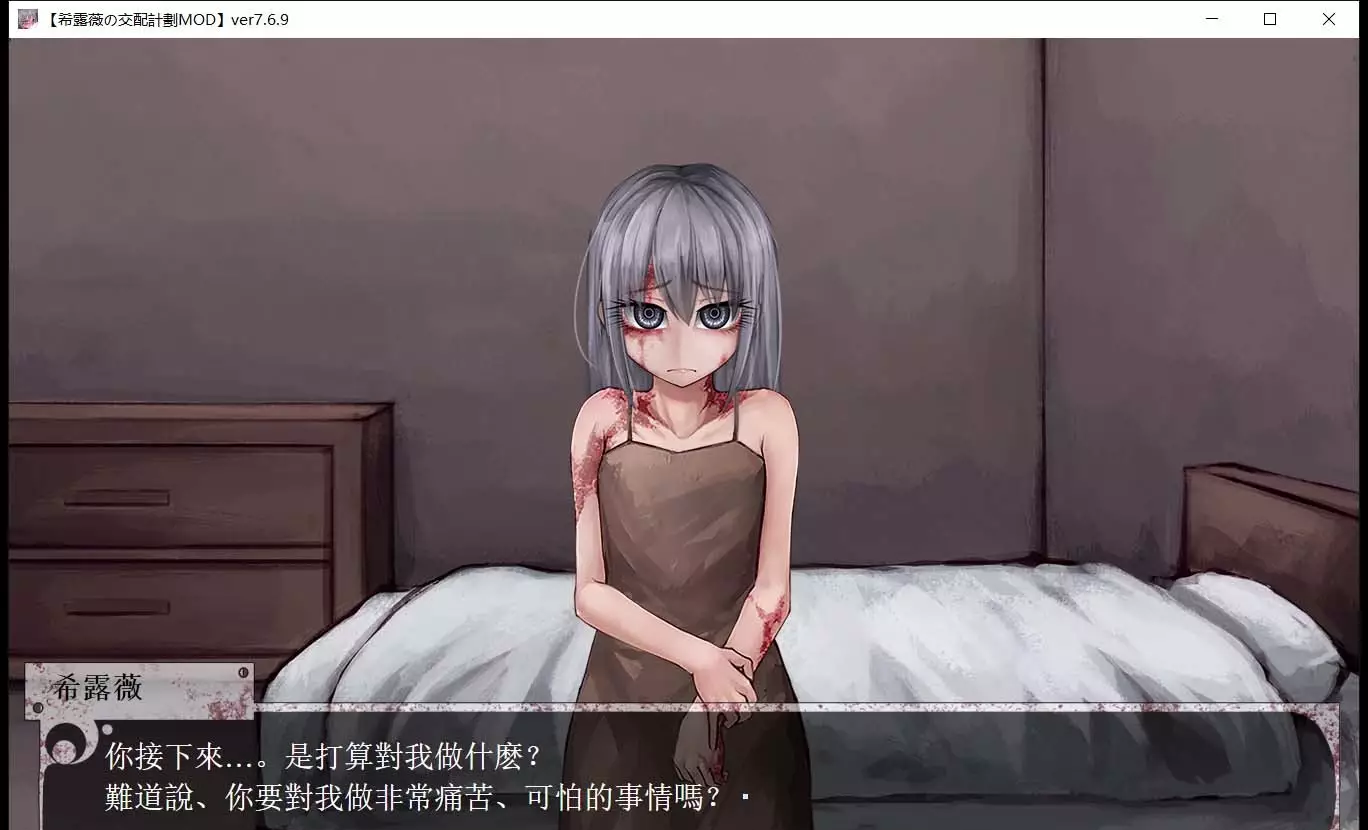 【希露薇の交配計劃MOD】ver7.6.9
希露薇
你接下來…。是打算對我做什麽？
難道說、你要對我做非常痛苦、可怕的事情嗎？